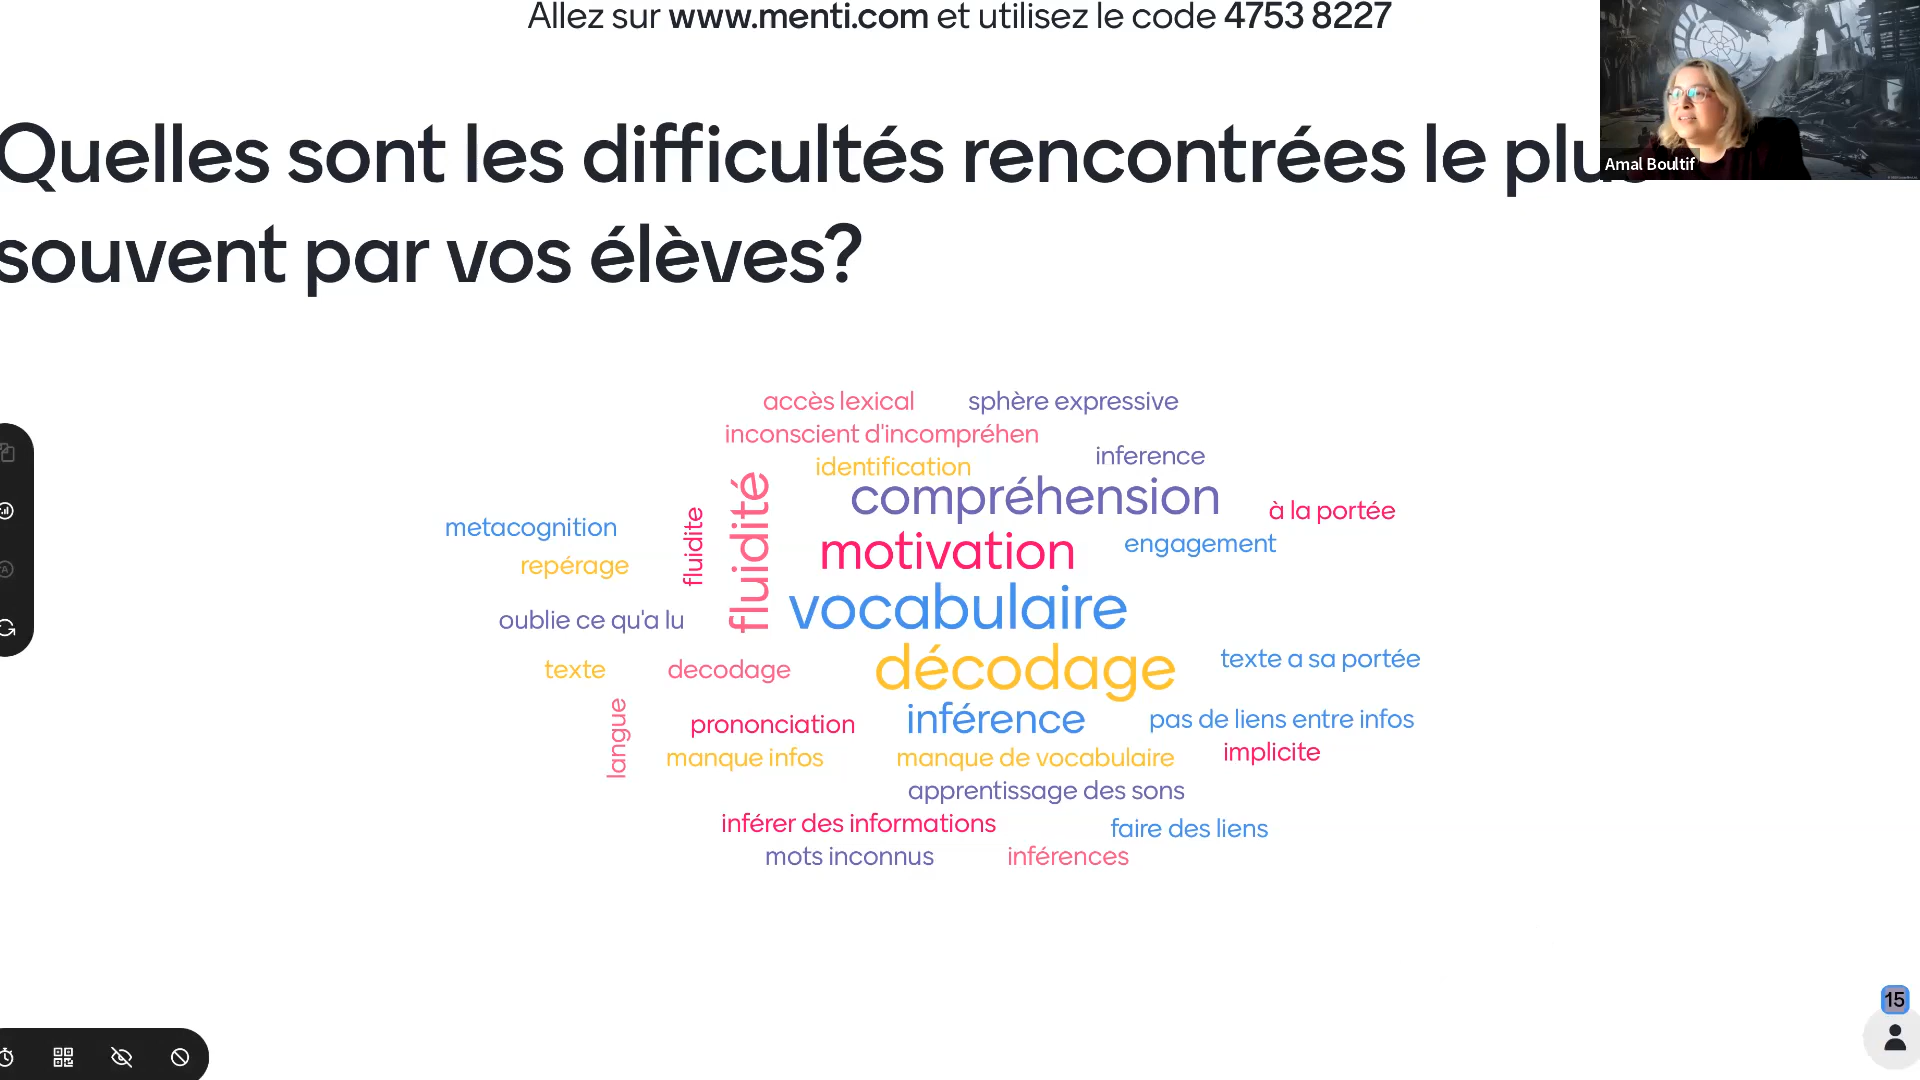 Allez sur www.menti.com et utilisez le code 4753 8227
Amal Boultif
Quelles sont les difficultés rencontrées le plus
souvent par vos élèves?
accès lexical
sphère expressive
inconscient d'incompréhen
inference
identification
compréhension
à la portée
metacognition
fluidite
fluidité
motivation
engagement
repérage
vocabulaire
oublie ce qu'a lu
texte
decodage
décodage
texte a sa portée
langue
prononciation
inférence
pas de liens entre infos
manque infos
manque de vocabulaire
implicite
apprentissage des sons
inférer des informations
faire des liens
mots inconnus
inférences
15